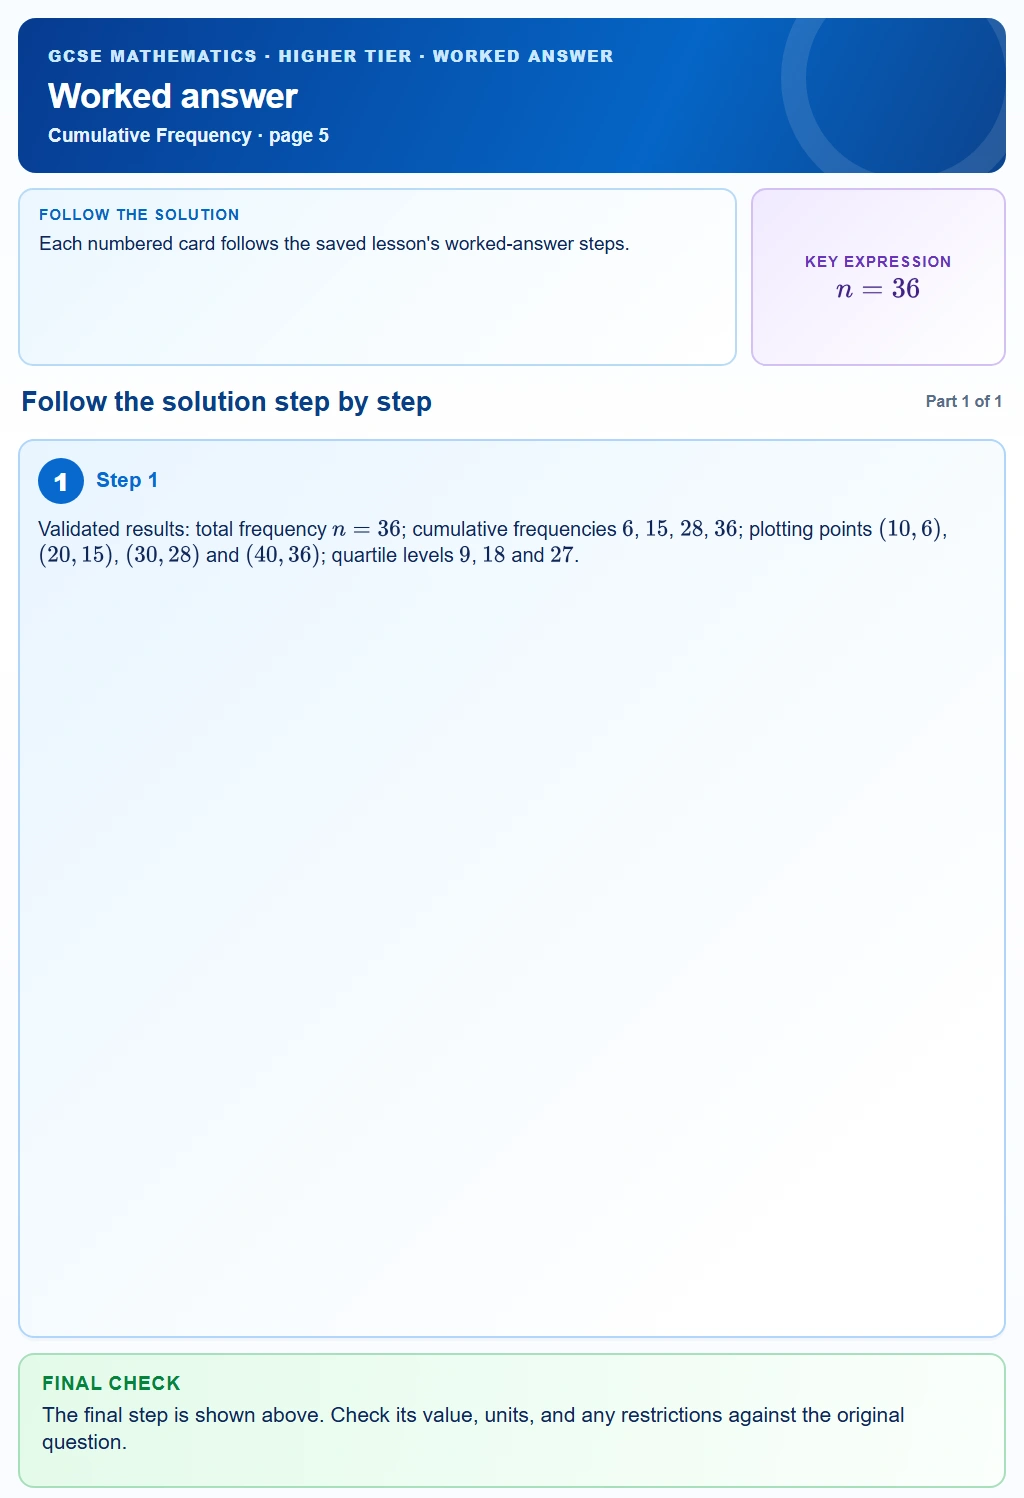 GCSE MATHEMATICS · HIGHER TIER · WORKED ANSWER
Worked answer
Cumulative Frequency · page 5
FOLLOW THE SOLUTION
Each numbered card follows the saved lesson's worked-answer steps.
KEY EXPRESSION
n = 36
Follow the solution step by step
Part 1 of 1
1 Step 1
Validated results: total frequency n = 36; cumulative frequencies 6, 15, 28, 36; plotting points (10, 6),
(20, 15), (30, 28) and (40, 36); quartile levels 9, 18 and 27.
FINAL CHECK
The final step is shown above. Check its value, units, and any restrictions against the original
question.